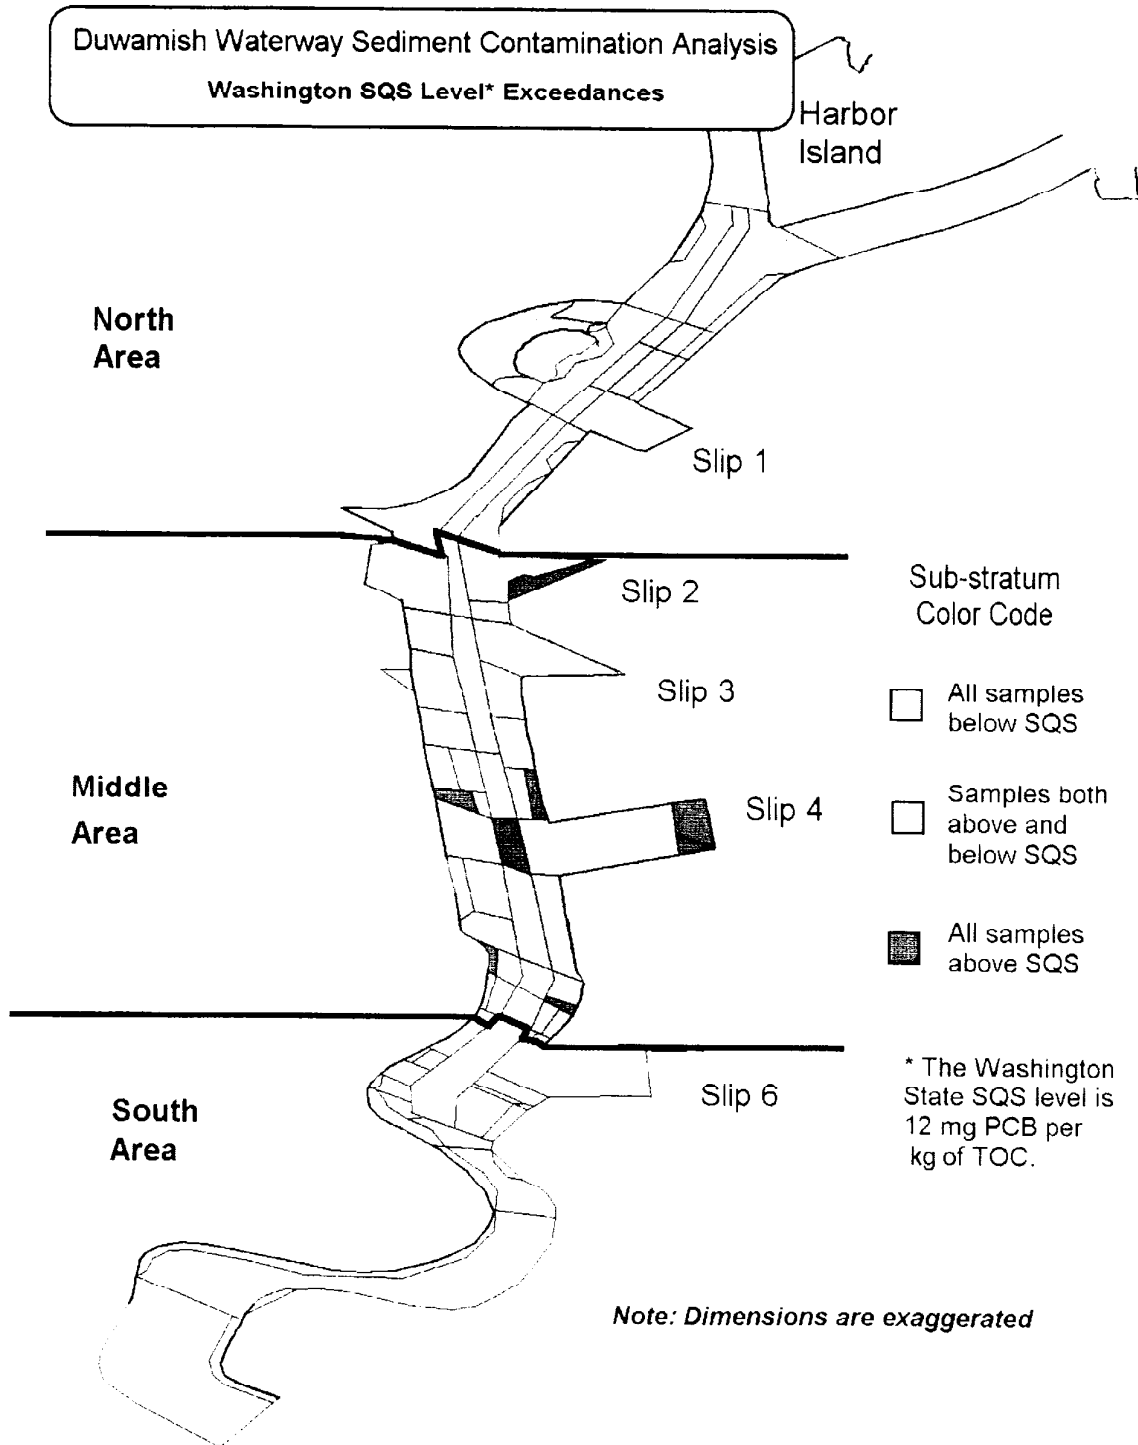 Duwamish Waterway Sediment Contamination Analysis
Washington SQS Level* Exceedances
Harbor
Island
North
Area
Slip 1
Slip 2
Sub-stratum
Color Code
Slip 3
All samples
below SQS
Middle
Area
Slip 4
Samples both
above and
below SQS
All samples
above SQS
* The Washington
State SQS level is
12 mg PCB per
kg of TOC.
Slip 6
South
Area
Note: Dimensions are exaggerated